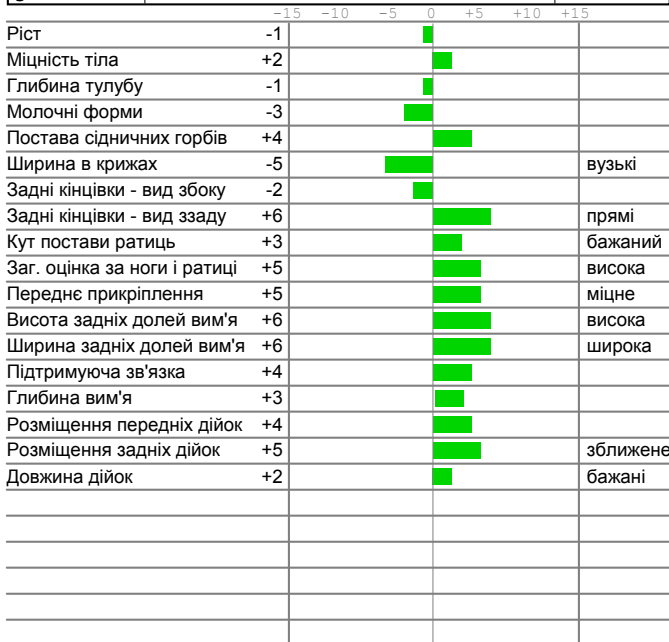 -15 -10 -5 0 +5 +10 +15
Ріст -1
Міцність тіла +2
Глибина тулубу -1
Молочні форми -3
Постава сідничних горбів +4
Ширина в крижах -5 вузькі
Задні кінцівки - вид збоку -2
Задні кінцівки - вид ззаду +6 прямі
Кут постави ратиць +3 бажаний
Заг. оцінка за ноги і ратиці +5 висока
Переднє прикріплення +5 міцне
Висота задніх долей вим'я +6 висока
Ширина задніх долей вим'я +6 широка
Підтримуюча зв'язка +4
Глибина вим'я +3
Розміщення передніх дійок +4
Розміщення задніх дійок +5 зближене
Довжина дійок +2 бажані